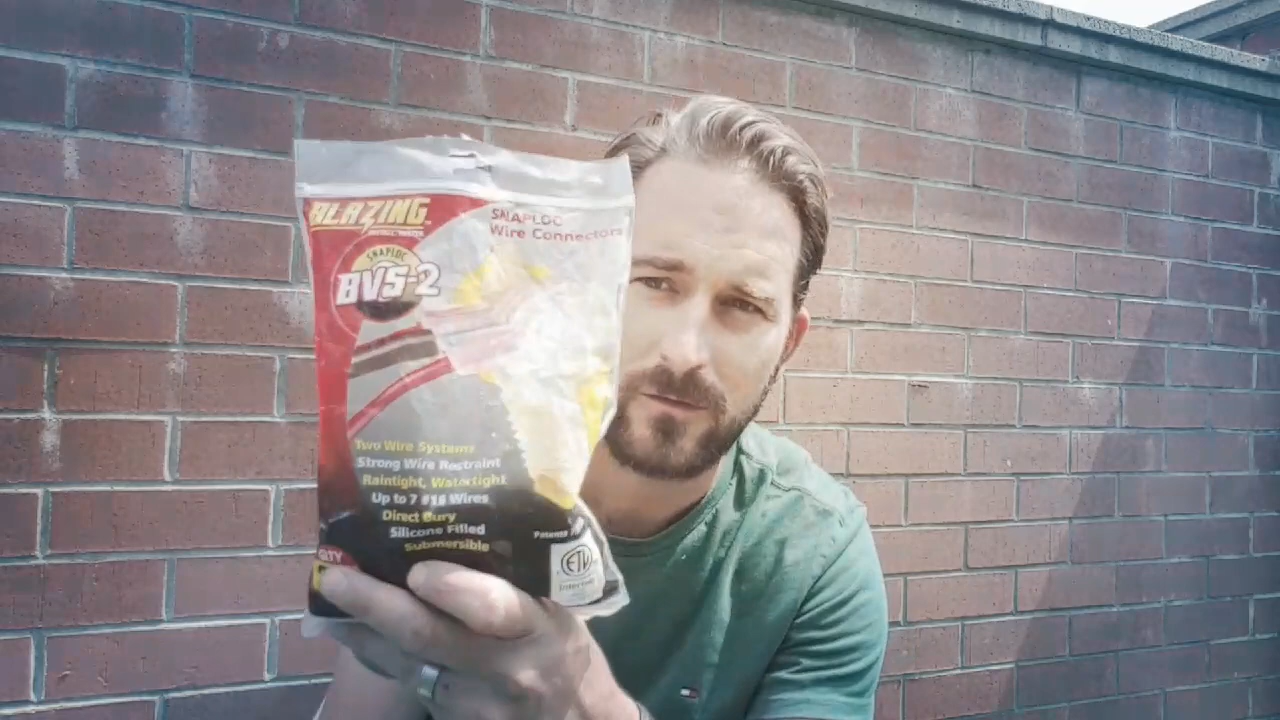 BLAZING
SNAPLOC
Wire Connectors
SNAPLOC
BVS-2
Two Wire Systems
Strong Wire Restraint
Raintight, Watertight
Up to 7 #18 Wires
Direct Bury
Silicone Filled
Submersible
QTY
ETL